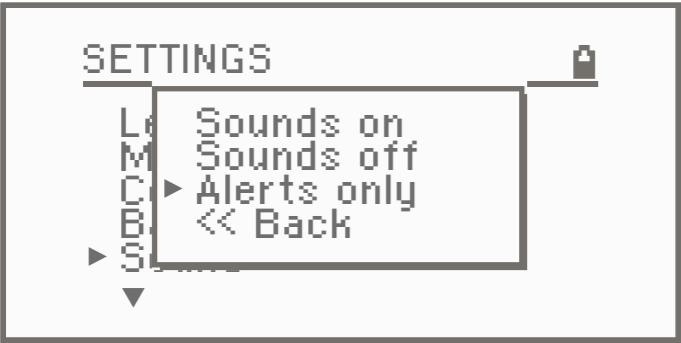 SETTINGS
Sounds on
Sounds off
Alerts only
<< Back